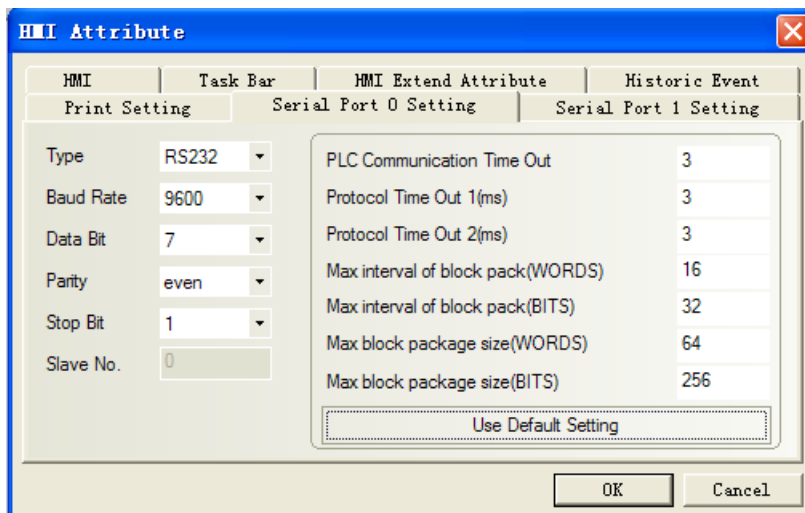 HMI Attribute
HMI Task Bar HMI Extend Attribute Historic Event
Print Setting Serial Port 0 Setting Serial Port 1 Setting
Type RS232
Baud Rate 9600
Data Bit 7
Parity even
Stop Bit 1
Slave No. 0
PLC Communication Time Out 3
Protocol Time Out 1(ms) 3
Protocol Time Out 2(ms) 3
Max interval of block pack(WORDS) 16
Max interval of block pack(BITS) 32
Max block package size(WORDS) 64
Max block package size(BITS) 256
Use Default Setting
OK Cancel